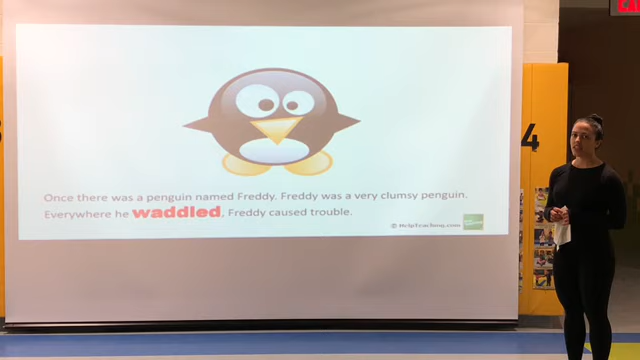 Once there was a penguin named Freddy. Freddy was a very clumsy penguin.
Everywhere he waddled, Freddy caused trouble.
© HelpTeaching.com
4